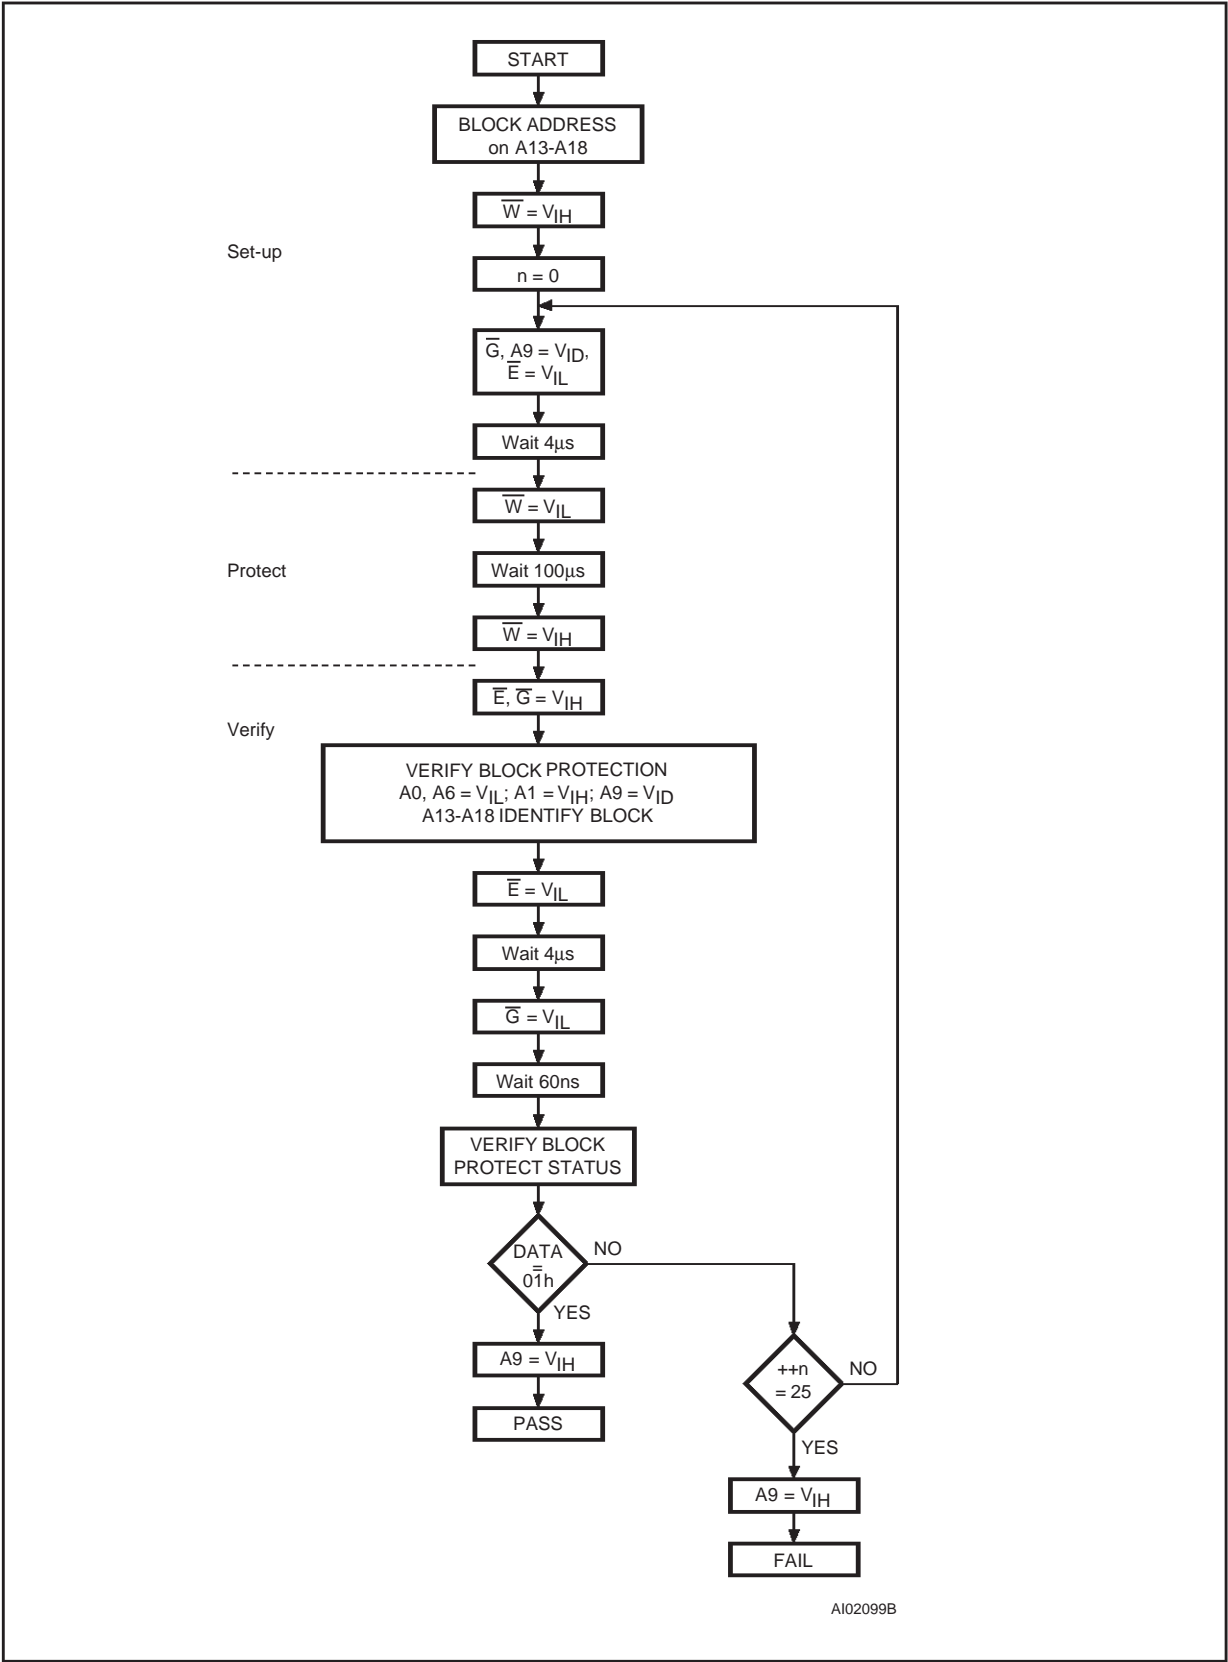 START
BLOCK ADDRESS
on A13-A18
W̅ = VIH
Set-up
n = 0
G̅, A9 = VID,
E̅ = VIL
Wait 4µs
W̅ = VIL
Protect
Wait 100µs
W̅ = VIH
E̅, G̅ = VIH
Verify
VERIFY BLOCK PROTECTION
A0, A6 = VIL; A1 = VIH; A9 = VID
A13-A18 IDENTIFY BLOCK
E̅ = VIL
Wait 4µs
G̅ = VIL
Wait 60ns
VERIFY BLOCK
PROTECT STATUS
DATA
=
01h
NO
YES
A9 = VIH
PASS
++n
= 25
NO
YES
A9 = VIH
FAIL
AI02099B